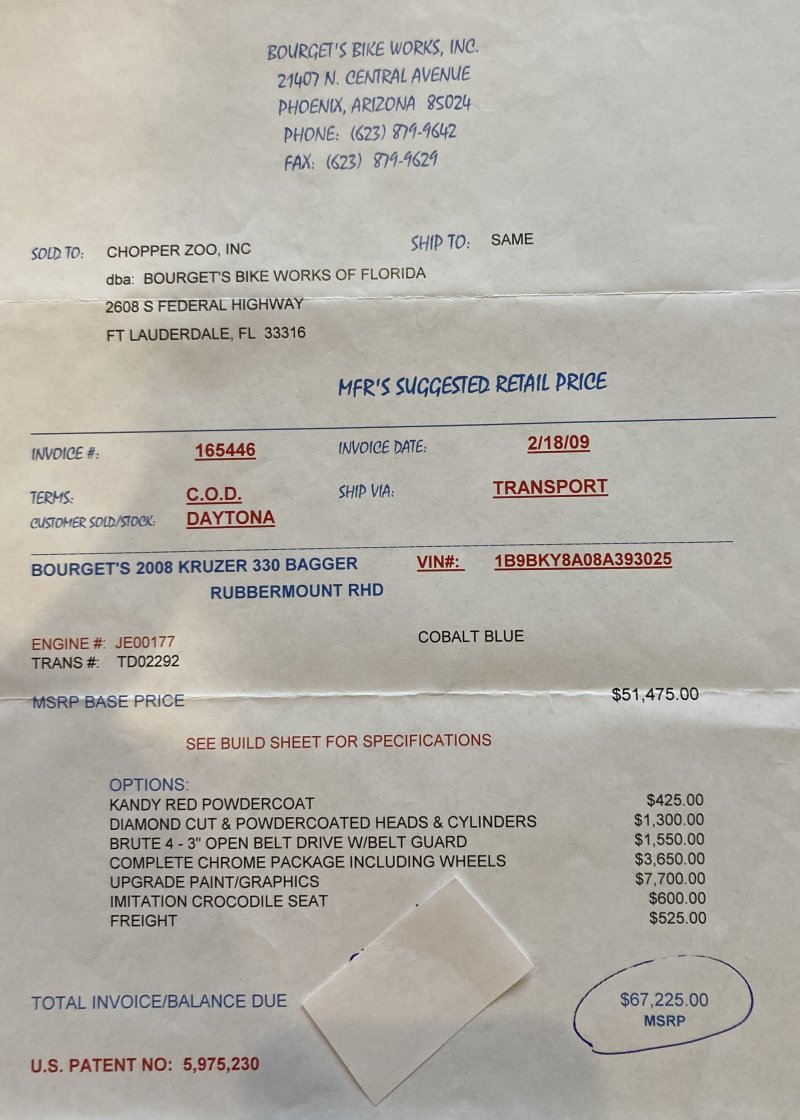 BOURGET'S BIKE WORKS, INC.
21407 N. CENTRAL AVENUE
PHOENIX, ARIZONA 85024
PHONE: (623) 879-9642
FAX: (623) 879-9629
SOLD TO: CHOPPER ZOO, INC SHIP TO: SAME
dba: BOURGET'S BIKE WORKS OF FLORIDA
2608 S FEDERAL HIGHWAY
FT LAUDERDALE, FL 33316
MFR'S SUGGESTED RETAIL PRICE
INVOICE #: 165446 INVOICE DATE: 2/18/09
TERMS: C.O.D. SHIP VIA: TRANSPORT
CUSTOMER SOLD/STOCK: DAYTONA
BOURGET'S 2008 KRUZER 330 BAGGER VIN#: 1B9BKY8A08A393025
RUBBERMOUNT RHD
ENGINE #: JE00177 COBALT BLUE
TRANS #: TD02292
MSRP BASE PRICE $51,475.00
SEE BUILD SHEET FOR SPECIFICATIONS
OPTIONS:
KANDY RED POWDERCOAT $425.00
DIAMOND CUT & POWDERCOATED HEADS & CYLINDERS $1,300.00
BRUTE 4 - 3" OPEN BELT DRIVE W/BELT GUARD $1,550.00
COMPLETE CHROME PACKAGE INCLUDING WHEELS $3,650.00
UPGRADE PAINT/GRAPHICS $7,700.00
IMITATION CROCODILE SEAT $600.00
FREIGHT $525.00
TOTAL INVOICE/BALANCE DUE $67,225.00
MSRP
U.S. PATENT NO: 5,975,230